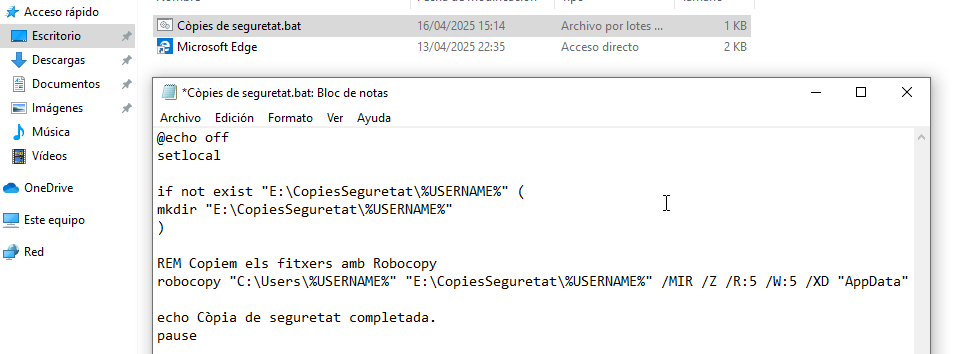 Acceso rápido
Escritorio
Descargas
Documentos
Imágenes
Música
Vídeos
OneDrive
Este equipo
Red
Còpies de seguretat.bat 16/04/2025 15:14 Archivo por lotes ... 1 KB
Microsoft Edge 13/04/2025 22:35 Acceso directo 2 KB
*Còpies de seguretat.bat: Bloc de notas
Archivo Edición Formato Ver Ayuda
@echo off
setlocal
if not exist "E:\CopiesSeguretat\%USERNAME%" (
mkdir "E:\CopiesSeguretat\%USERNAME%"
)
REM Copiem els fitxers amb Robocopy
robocopy "C:\Users\%USERNAME%" "E:\CopiesSeguretat\%USERNAME%" /MIR /Z /R:5 /W:5 /XD "AppData"
echo Còpia de seguretat completada.
pause